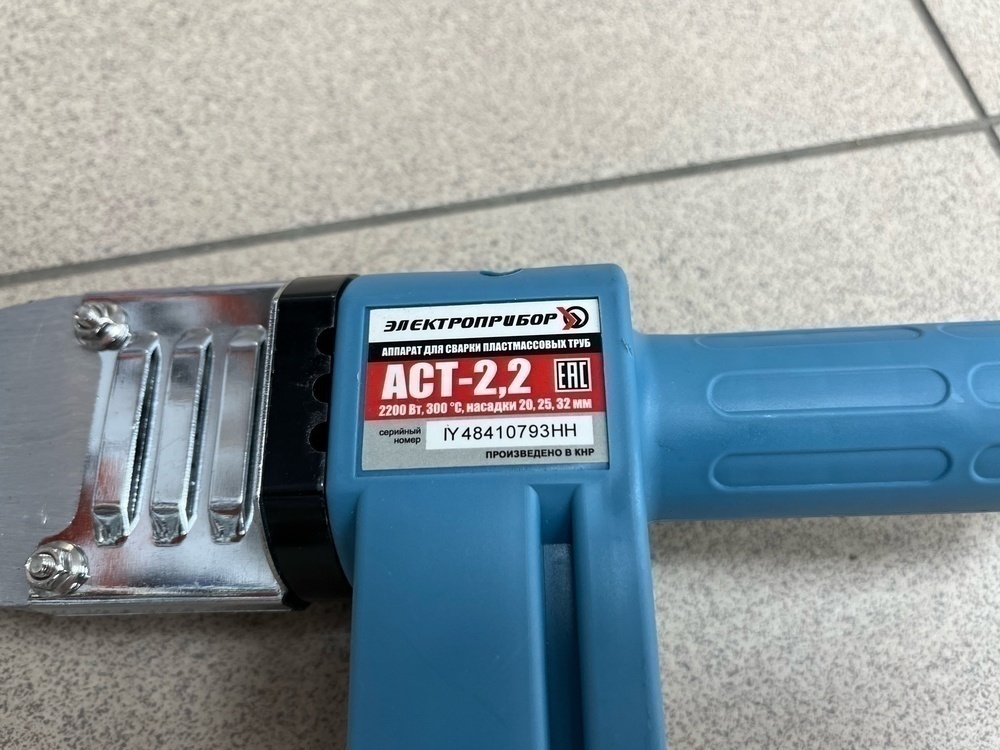 ЭЛЕКТРОПРИБОР
АППАРАТ ДЛЯ СВАРКИ ПЛАСТМАССОВЫХ ТРУБ
АСТ-2,2 EAC
2200 Вт, 300 °С, насадки 20, 25, 32 мм
серийный
номер
IY48410793HH
ПРОИЗВЕДЕНО В КНР